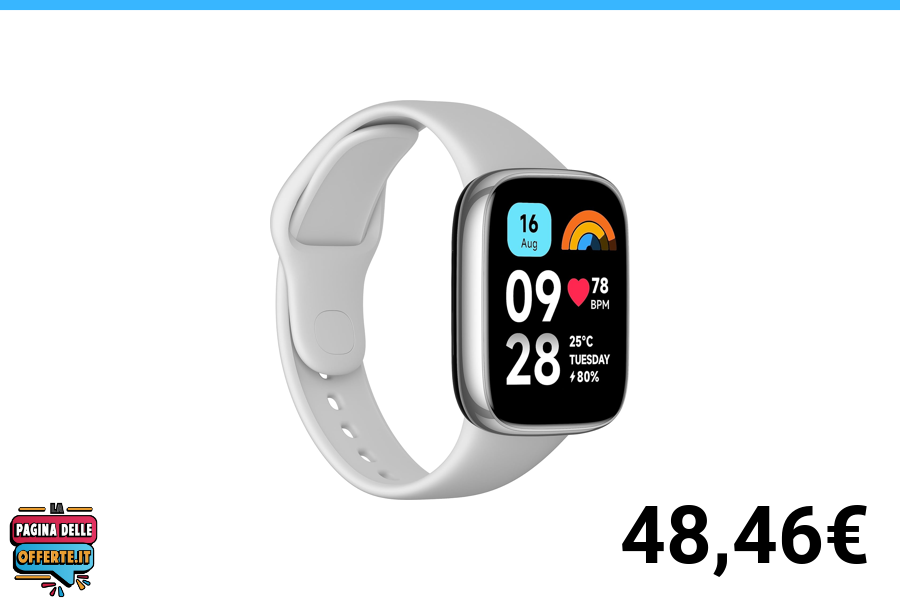 16
Aug
09
78
BPM
28
25°C
TUESDAY
80%
LA
PAGINA DELLE
OFFERTE.IT
48,46€